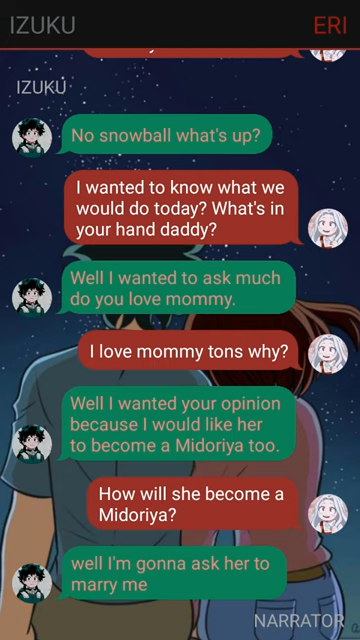 IZUKU
ERI
IZUKU
No snowball what's up?
I wanted to know what we
would do today? What's in
your hand daddy?
Well I wanted to ask much
do you love mommy.
I love mommy tons why?
Well I wanted your opinion
because I would like her
to become a Midoriya too.
How will she become a
Midoriya?
well I'm gonna ask her to
marry me
NARRATOR